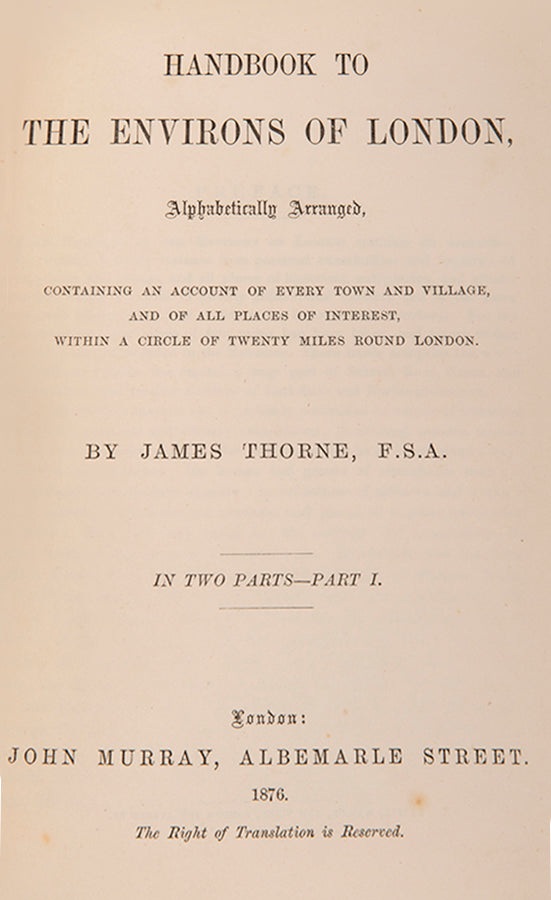 HANDBOOK TO
THE ENVIRONS OF LONDON,
Alphabetically Arranged,
CONTAINING AN ACCOUNT OF EVERY TOWN AND VILLAGE,
AND OF ALL PLACES OF INTEREST,
WITHIN A CIRCLE OF TWENTY MILES ROUND LONDON.
BY JAMES THORNE, F.S.A.
IN TWO PARTS—PART I.
London:
JOHN MURRAY, ALBEMARLE STREET.
1876.
The Right of Translation is Reserved.